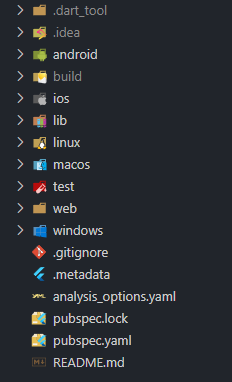 .dart_tool
.idea
android
build
ios
lib
linux
macos
test
web
windows
.gitignore
.metadata
analysis_options.yaml
pubspec.lock
pubspec.yaml
README.md